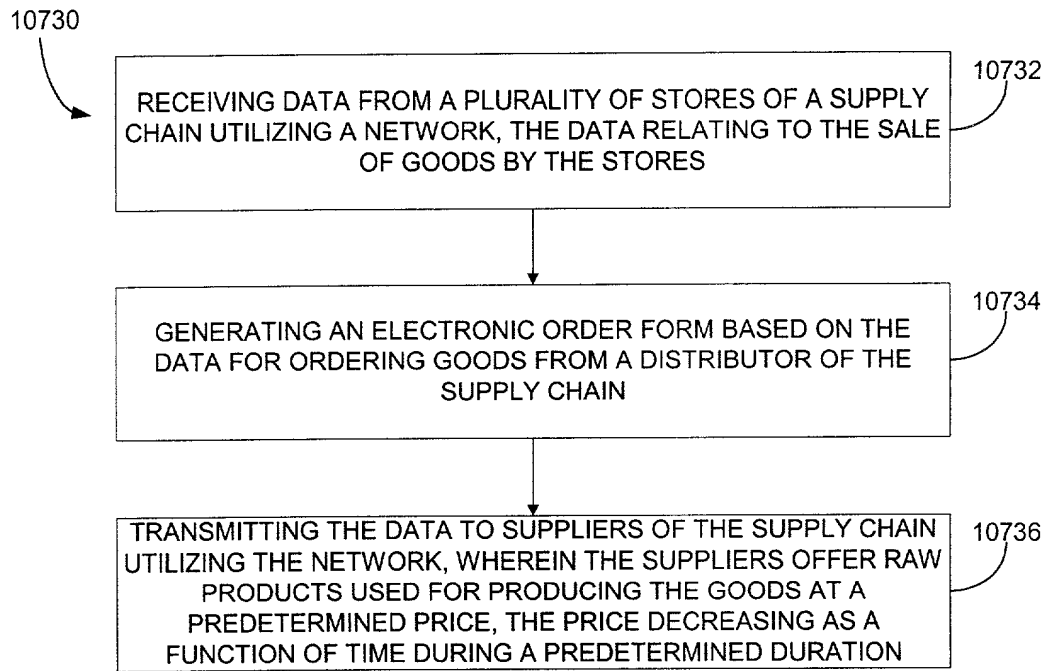 10730
10732
RECEIVING DATA FROM A PLURALITY OF STORES OF A SUPPLY
CHAIN UTILIZING A NETWORK, THE DATA RELATING TO THE SALE
OF GOODS BY THE STORES
10734
GENERATING AN ELECTRONIC ORDER FORM BASED ON THE
DATA FOR ORDERING GOODS FROM A DISTRIBUTOR OF THE
SUPPLY CHAIN
10736
TRANSMITTING THE DATA TO SUPPLIERS OF THE SUPPLY CHAIN
UTILIZING THE NETWORK, WHEREIN THE SUPPLIERS OFFER RAW
PRODUCTS USED FOR PRODUCING THE GOODS AT A
PREDETERMINED PRICE, THE PRICE DECREASING AS A
FUNCTION OF TIME DURING A PREDETERMINED DURATION